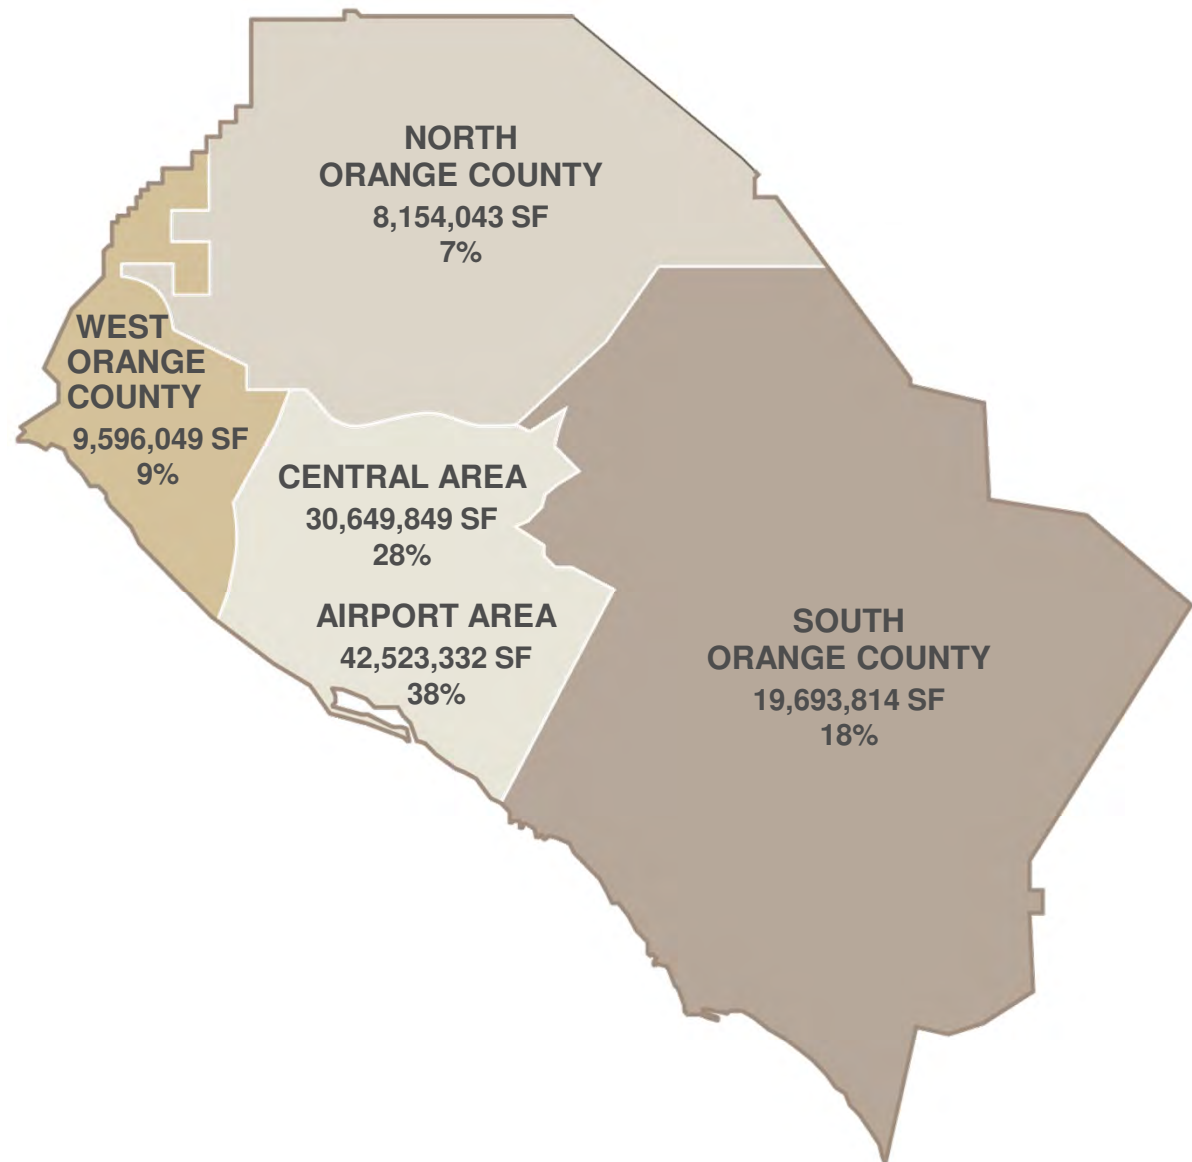 NORTH
ORANGE COUNTY
8,154,043 SF
7%
WEST
ORANGE
COUNTY
9,596,049 SF
9%
CENTRAL AREA
30,649,849 SF
28%
AIRPORT AREA
42,523,332 SF
38%
SOUTH
ORANGE COUNTY
19,693,814 SF
18%